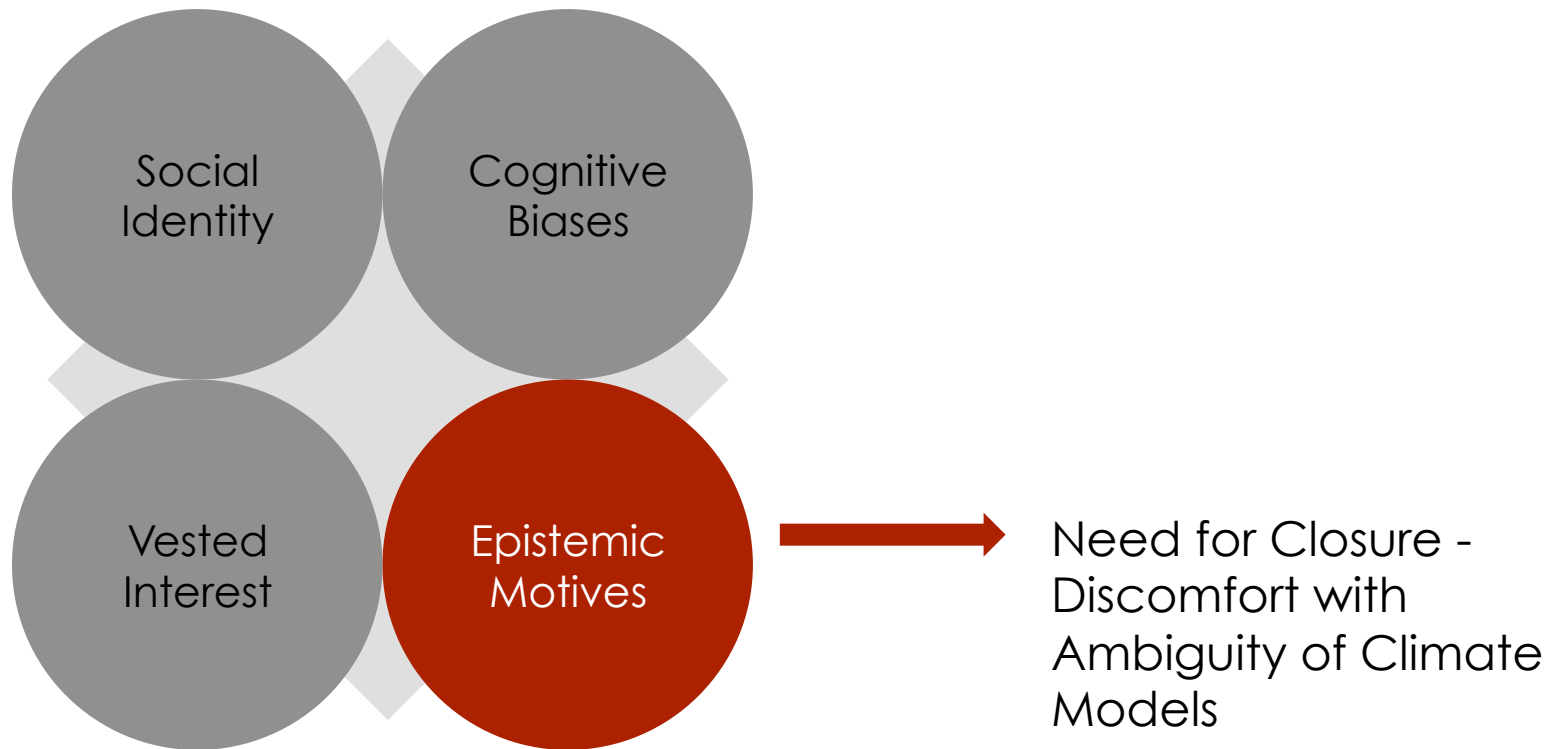 Social
Identity
Cognitive
Biases
Vested
Interest
Epistemic
Motives
Need for Closure -
Discomfort with
Ambiguity of Climate
Models